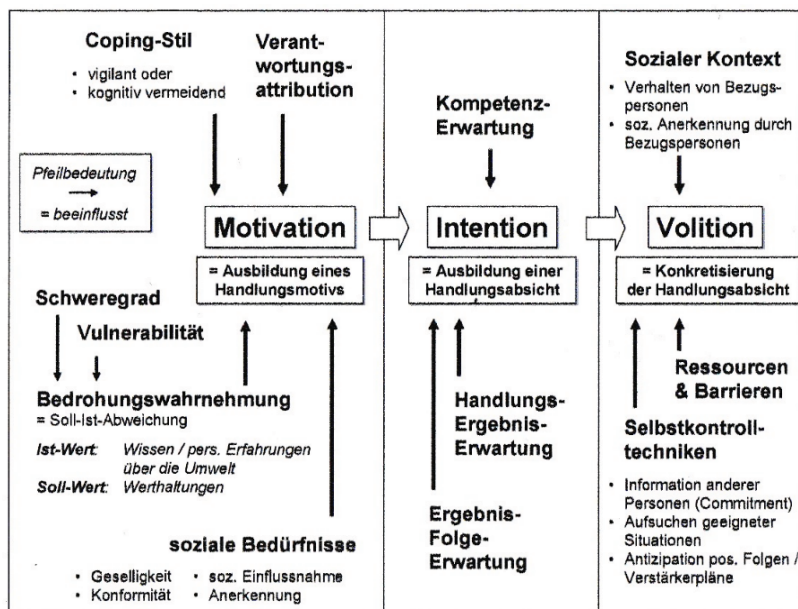 Coping-Stil
• vigilant oder
• kognitiv vermeidend
Verant-
wortungs-
attribution
Pfeilbedeutung
= beeinflusst
Motivation
= Ausbildung eines
Handlungsmotivs
Schweregrad
Vulnerabilität
Bedrohungswahrnehmung
= Soll-Ist-Abweichung
Ist-Wert: Wissen / pers. Erfahrungen
über die Umwelt
Soll-Wert: Werthaltungen
soziale Bedürfnisse
• Geselligkeit • soz. Einflussnahme
• Konformität • Anerkennung
Kompetenz-
Erwartung
Intention
= Ausbildung einer
Handlungsabsicht
Handlungs-
Ergebnis-
Erwartung
Ergebnis-
Folge-
Erwartung
Sozialer Kontext
• Verhalten von Bezugs-
personen
• soz. Anerkennung durch
Bezugspersonen
Volition
= Konkretisierung
der Handlungsabsicht
Ressourcen
& Barrieren
Selbstkontroll-
techniken
• Information anderer
Personen (Commitment)
• Aufsuchen geeigneter
Situationen
• Antizipation pos. Folgen /
Verstärkerpläne